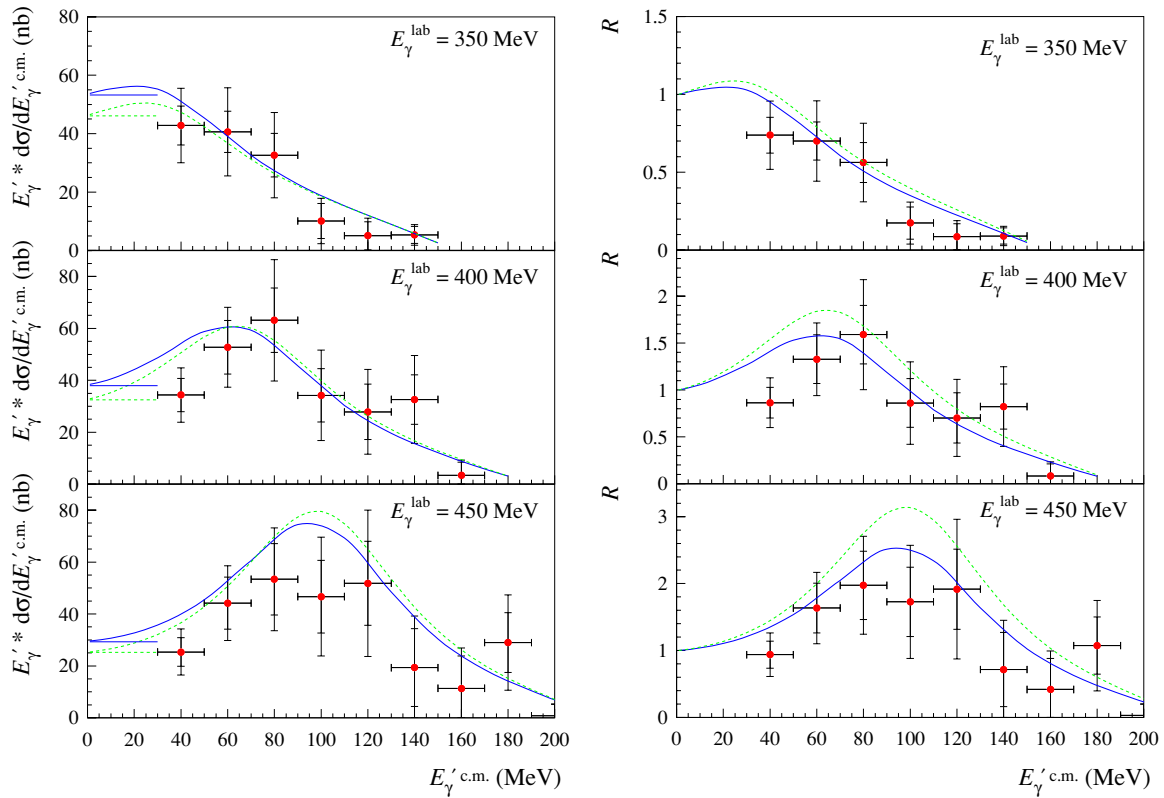 80
60
40
20
0
E′γ * dσ/dE′γ c.m. (nb)
Eγ lab = 350 MeV
80
60
40
20
0
E′γ * dσ/dE′γ c.m. (nb)
Eγ lab = 400 MeV
80
60
40
20
0
E′γ * dσ/dE′γ c.m. (nb)
Eγ lab = 450 MeV
0 20 40 60 80 100 120 140 160 180 200
E′γ c.m. (MeV)
1.5
1
0.5
0
R
Eγ lab = 350 MeV
2
1.5
1
0.5
0
R
Eγ lab = 400 MeV
3
2
1
0
R
Eγ lab = 450 MeV
0 20 40 60 80 100 120 140 160 180 200
E′γ c.m. (MeV)